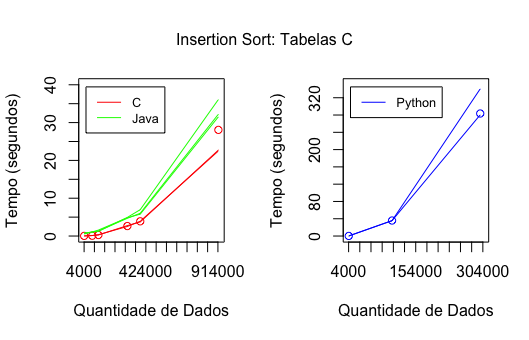 Insertion Sort: Tabelas C
Tempo (segundos)
0 10 20 30 40
C
Java
4000 424000 914000
Quantidade de Dados
Tempo (segundos)
0 80 200 320
Python
4000 154000 304000
Quantidade de Dados